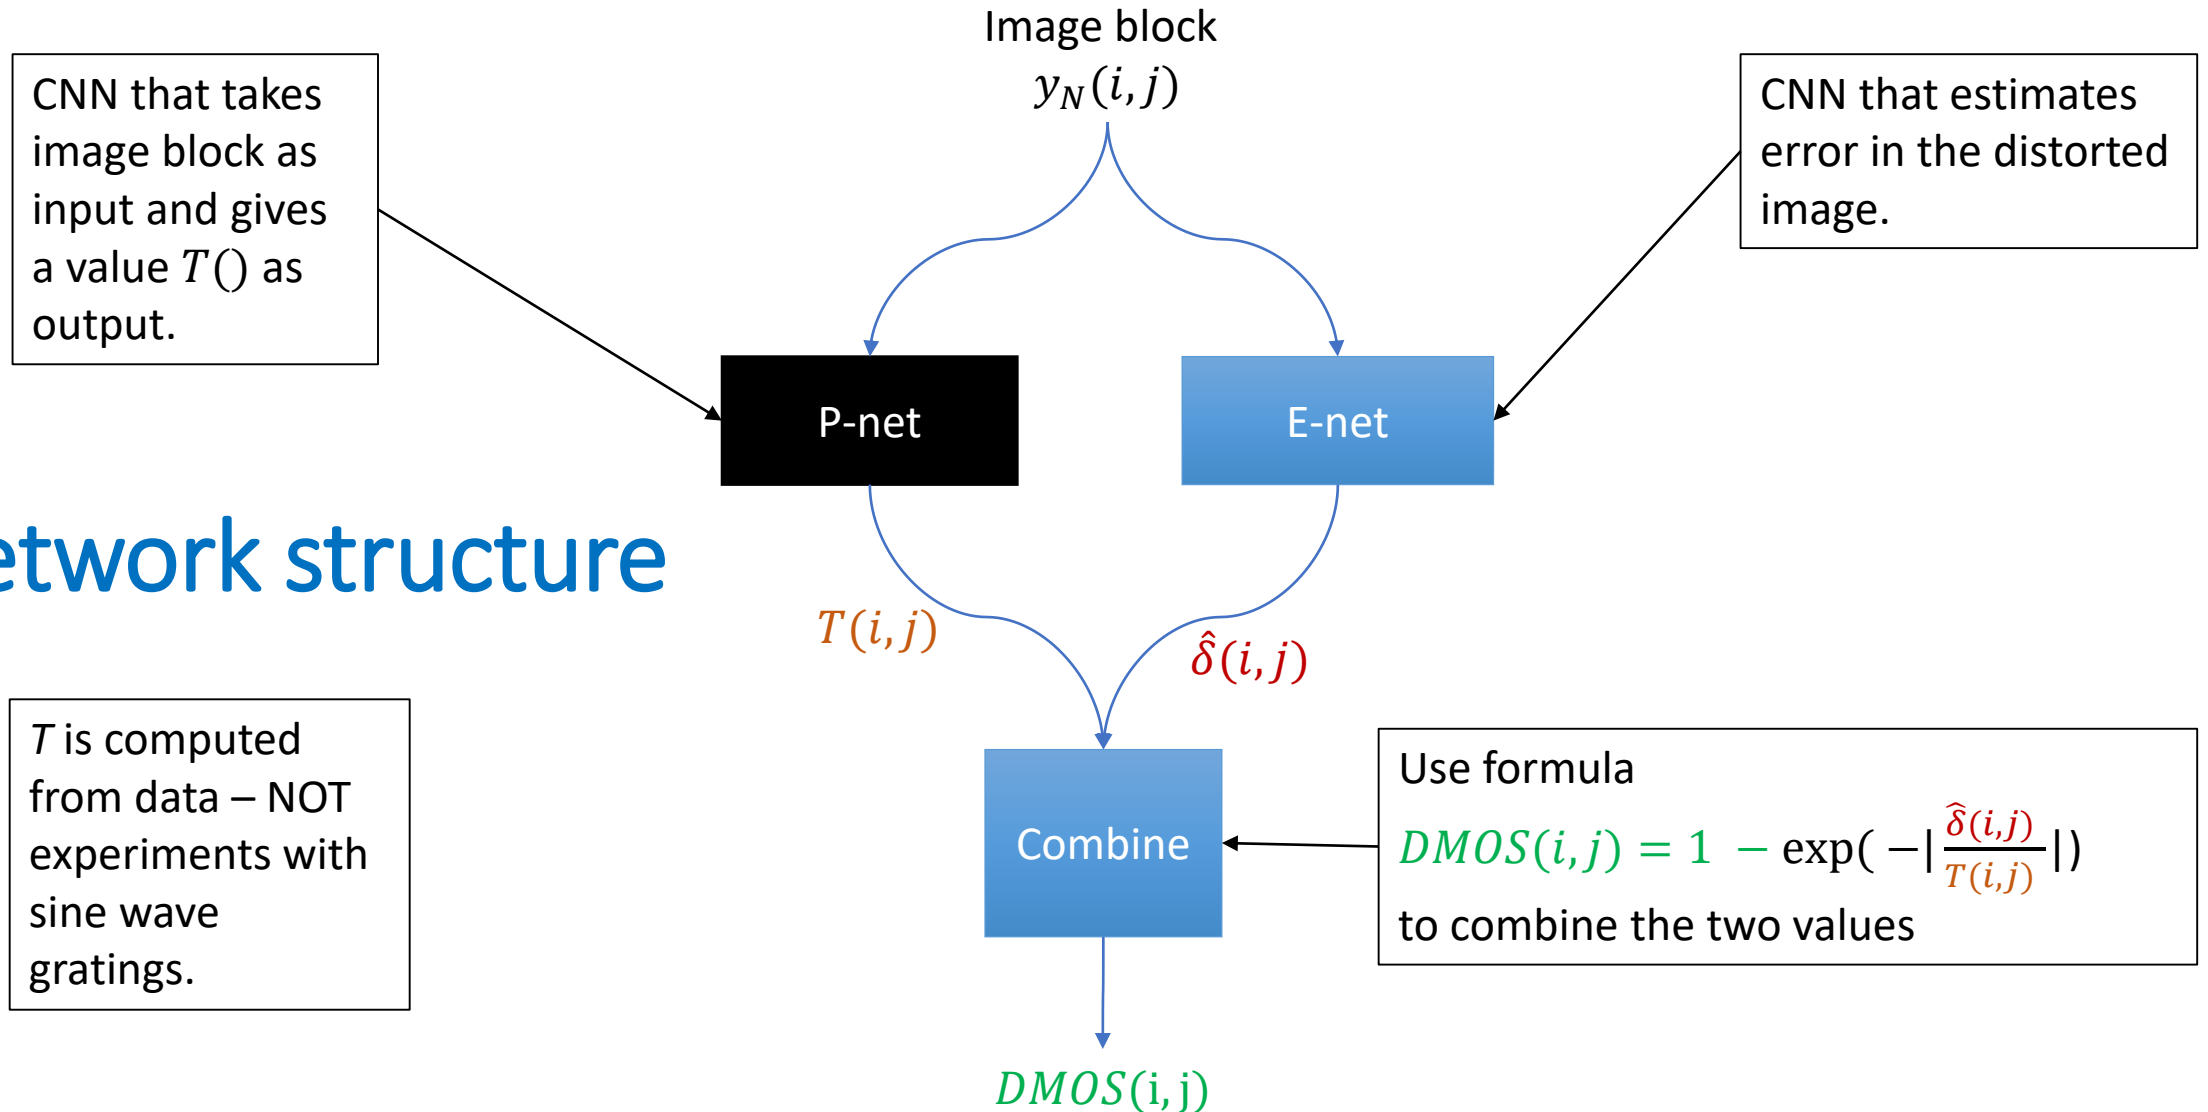 Image block
y_N(i, j)
CNN that takes
image block as
input and gives
a value T() as
output.
CNN that estimates
error in the distorted
image.
P-net
E-net
etwork structure
T(i, j)
δ̂(i, j)
T is computed
from data – NOT
experiments with
sine wave
gratings.
Combine
Use formula
DMOS(i, j) = 1 − exp( −| δ̂(i,j) / T(i,j) |)
to combine the two values
DMOS(i, j)